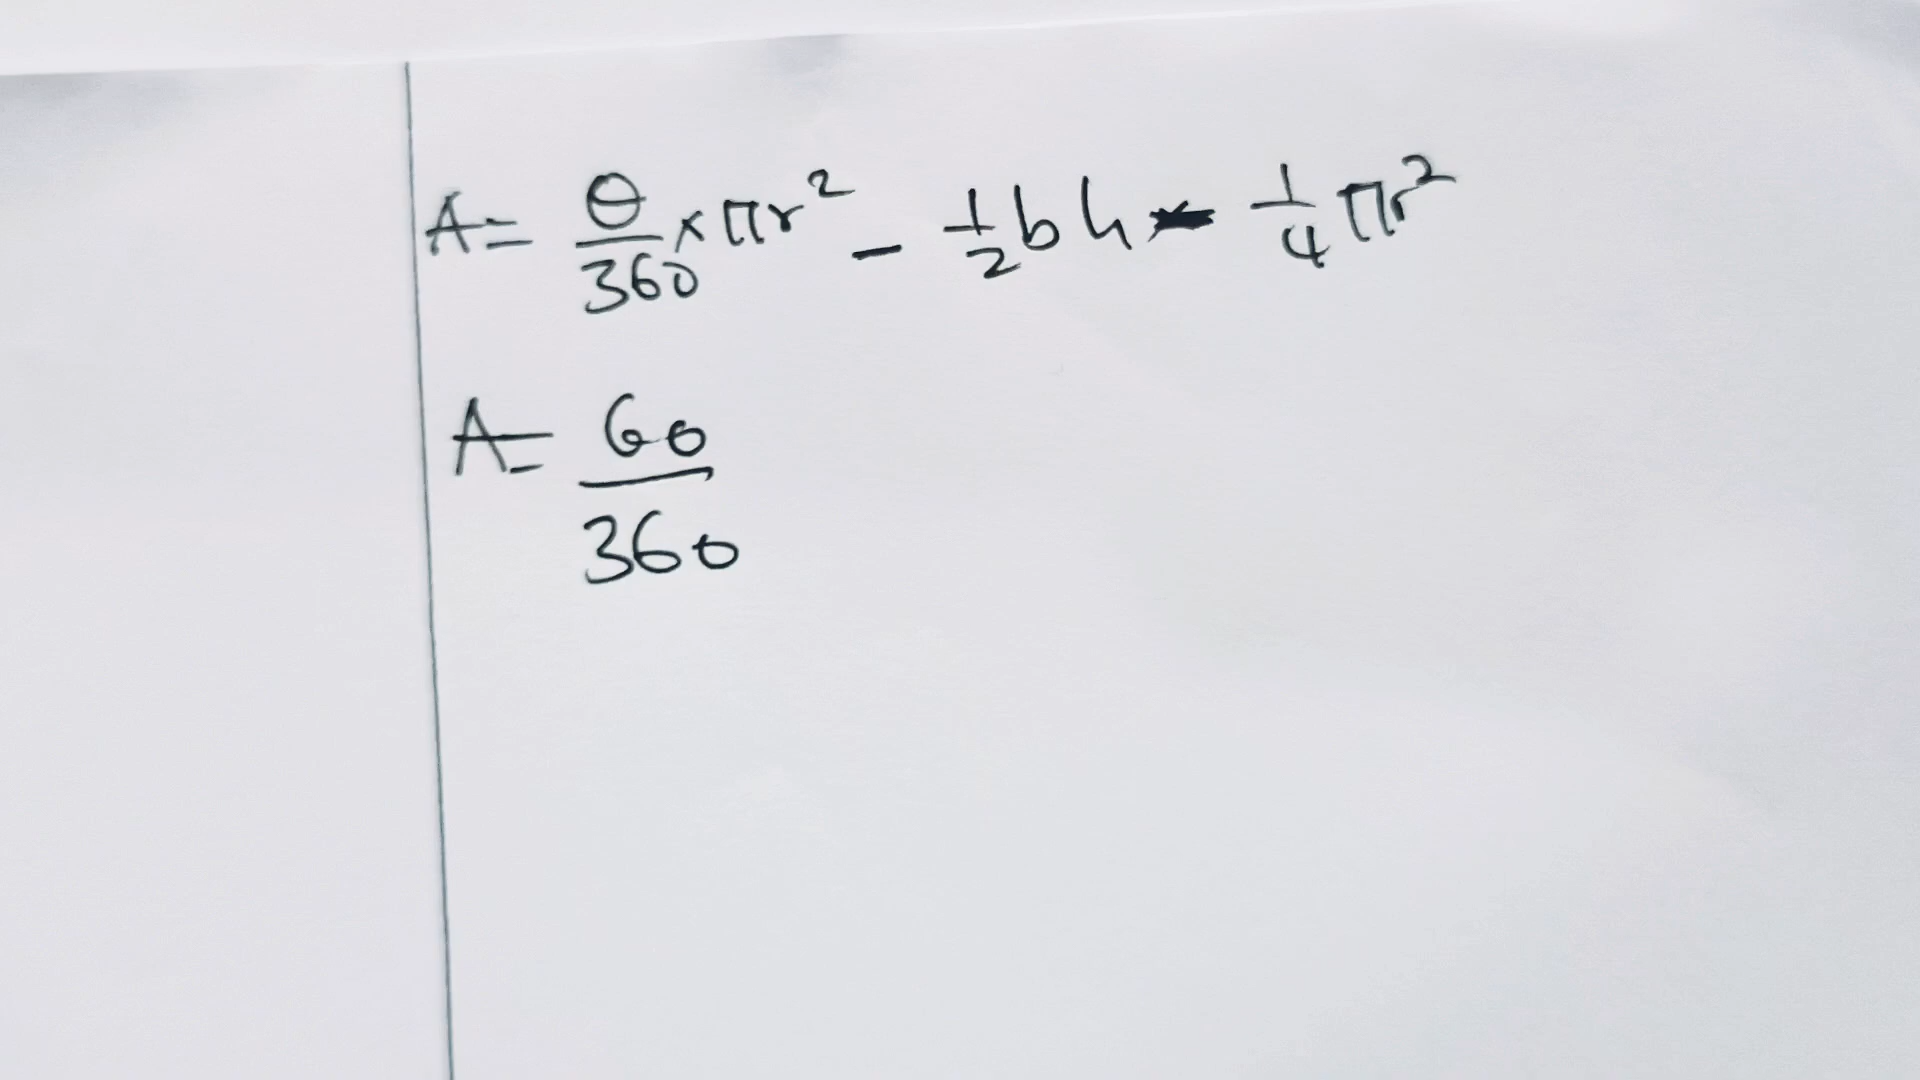 A = θ/360 × πr² - ½bh - ¼πr²
A = 60/360